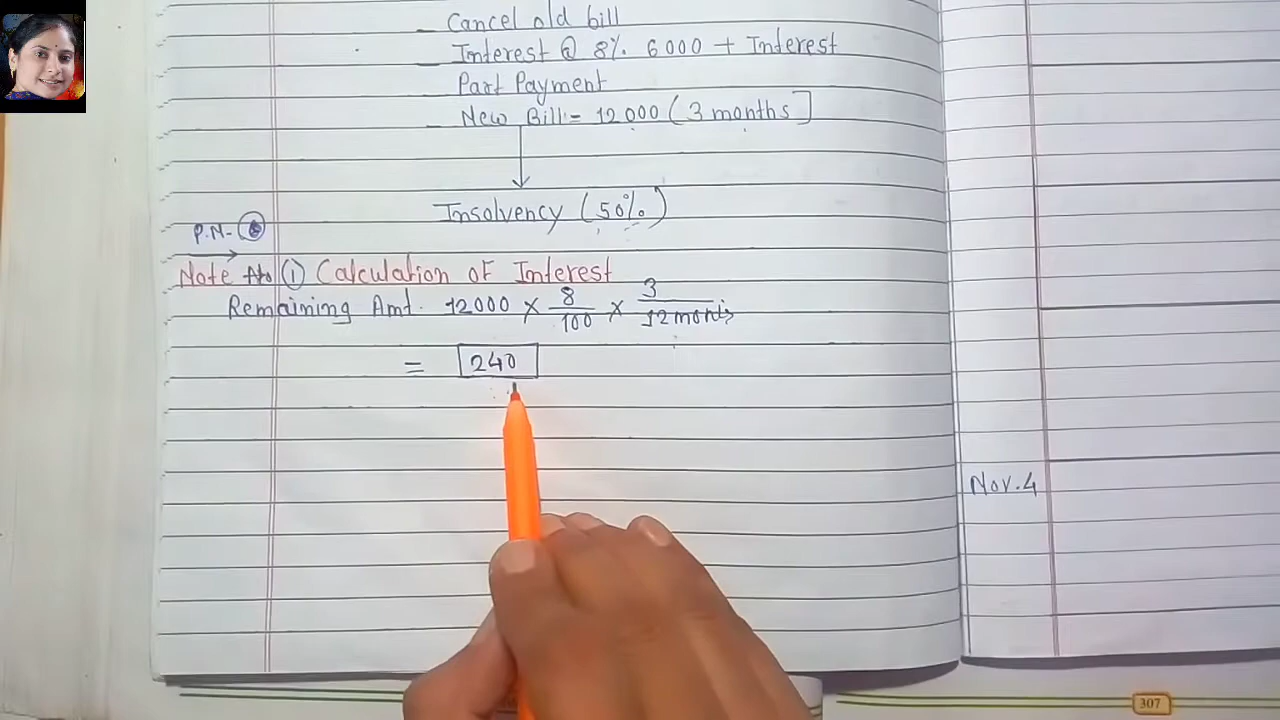 Cancel old bill
Interest @ 8%. 6000 + Interest
Part Payment
New Bill = 12000 (3 months]
Insolvency (50%)
P.N-
Note No ① Calculation of Interest
Remaining Amt. 12000 × 8/100 × 3/12 months
= 240
Nov. 4
307